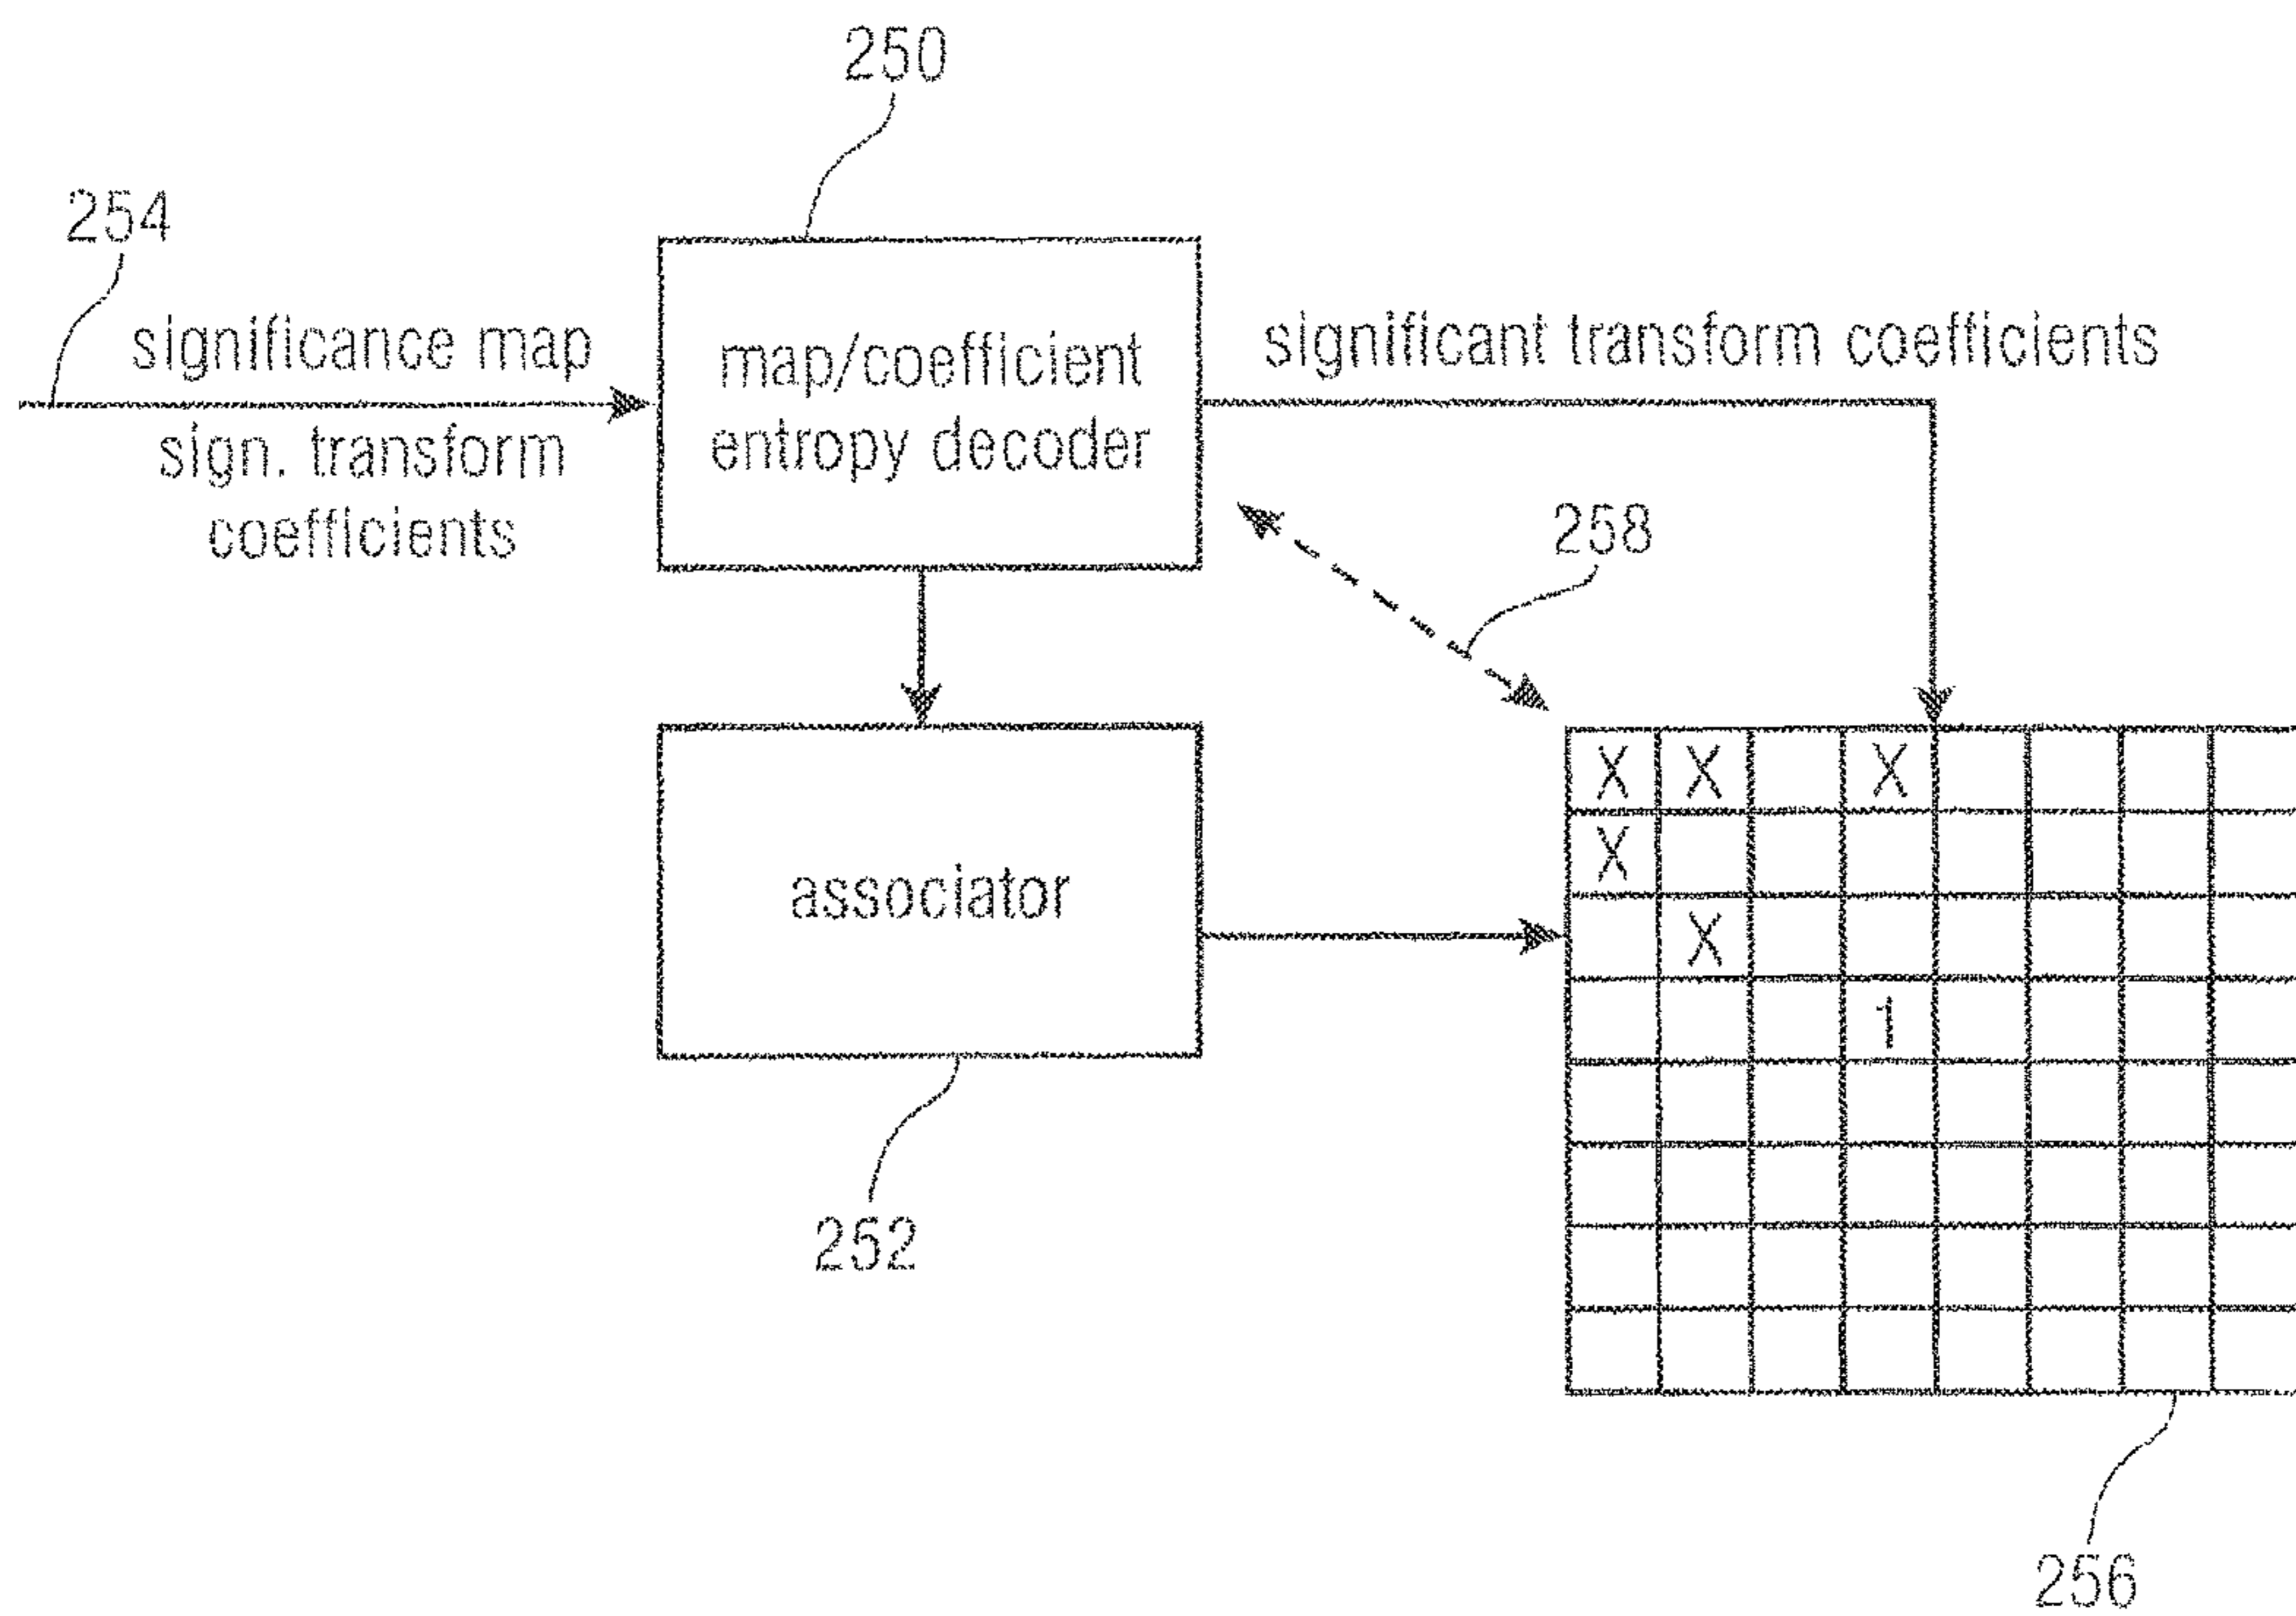 250
254
significance map
sign. transform
coefficients
map/coefficient
entropy decoder
significant transform coefficients
258
associator
X X X
X
X
1
252
256